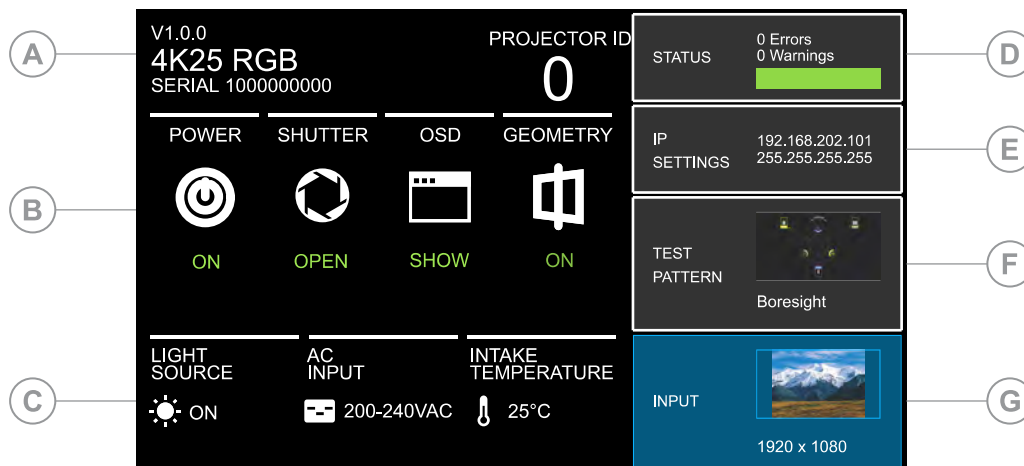 A
V1.0.0
4K25 RGB
SERIAL 1000000000
PROJECTOR ID
0
B
POWER
ON
SHUTTER
OPEN
OSD
SHOW
GEOMETRY
ON
C
LIGHT
SOURCE
ON
AC
INPUT
200-240VAC
INTAKE
TEMPERATURE
25°C
STATUS
0 Errors
0 Warnings
D
IP
SETTINGS
192.168.202.101
255.255.255.255
E
TEST
PATTERN
Boresight
F
INPUT
1920 x 1080
G